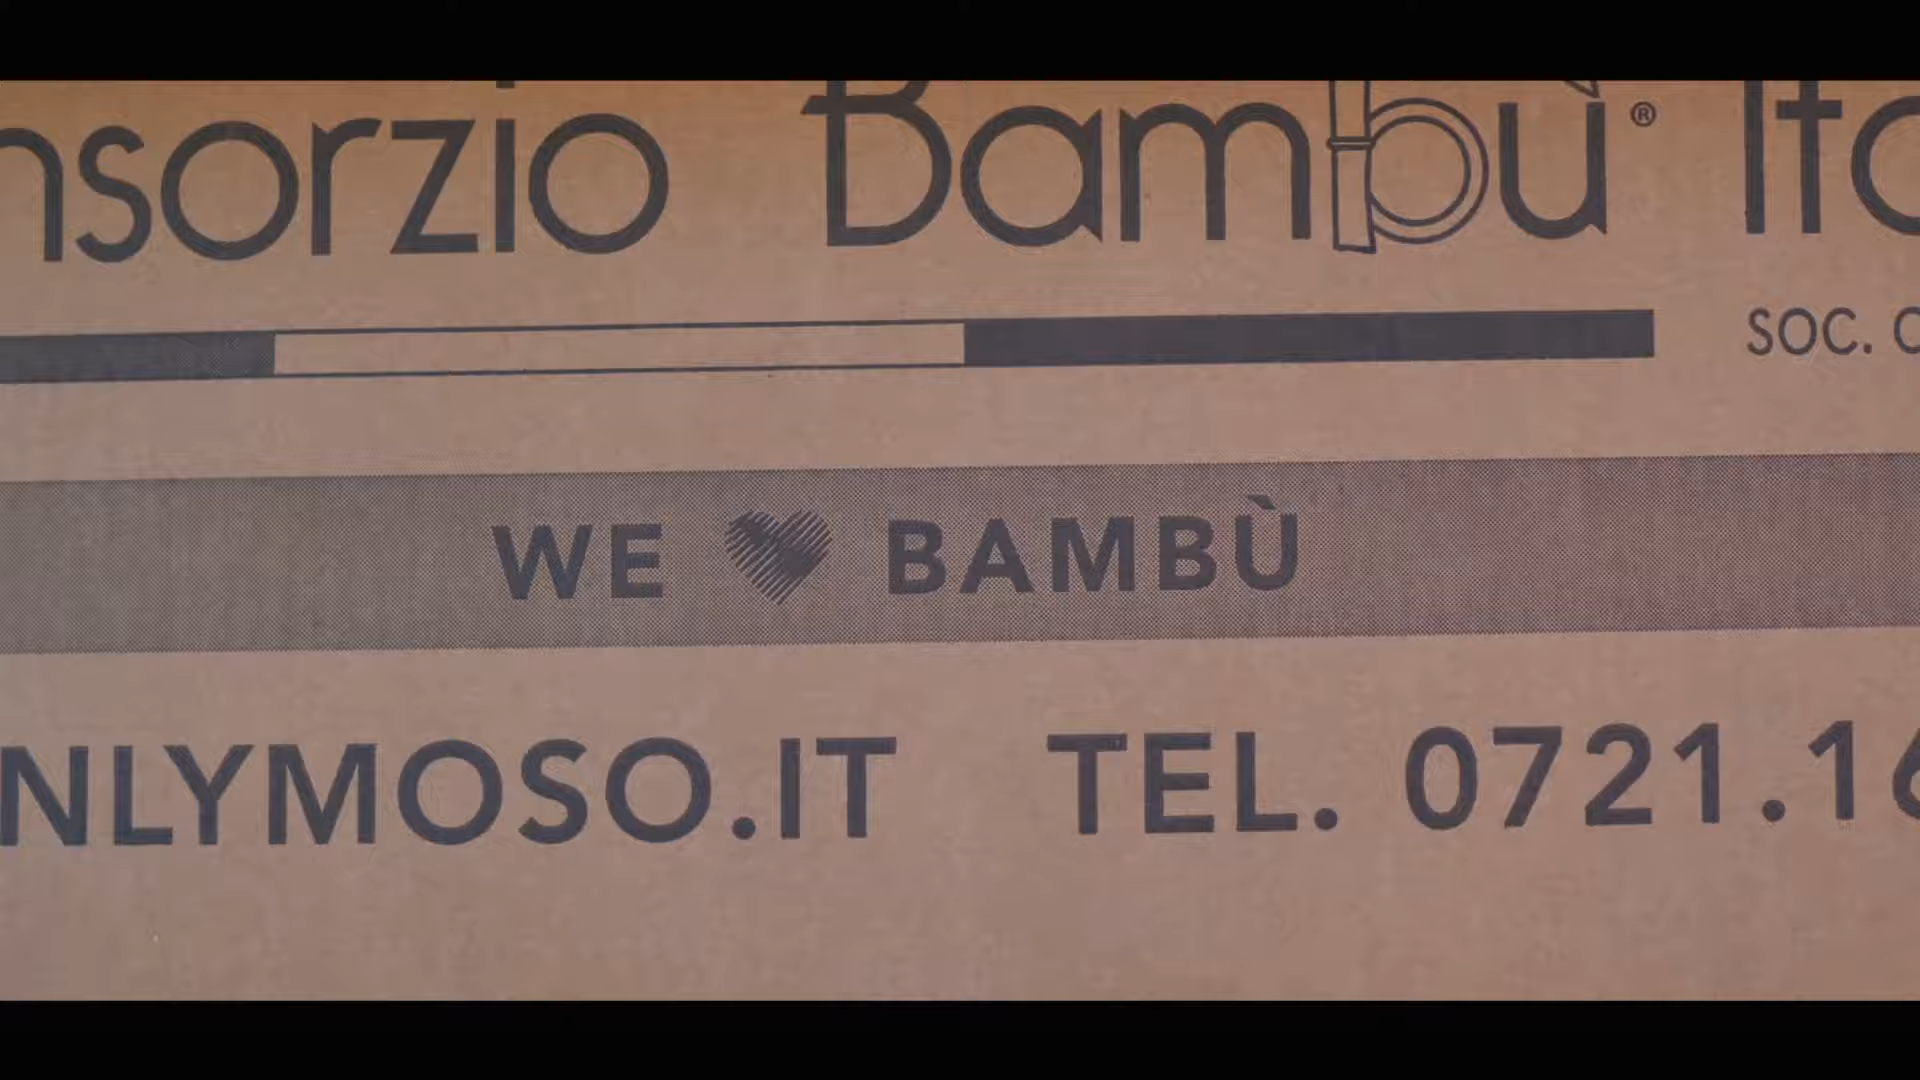 nsorzio Bambù® Ita
SOC. C
WE ♥ BAMBÙ
NLYMOSO.IT TEL. 0721.16